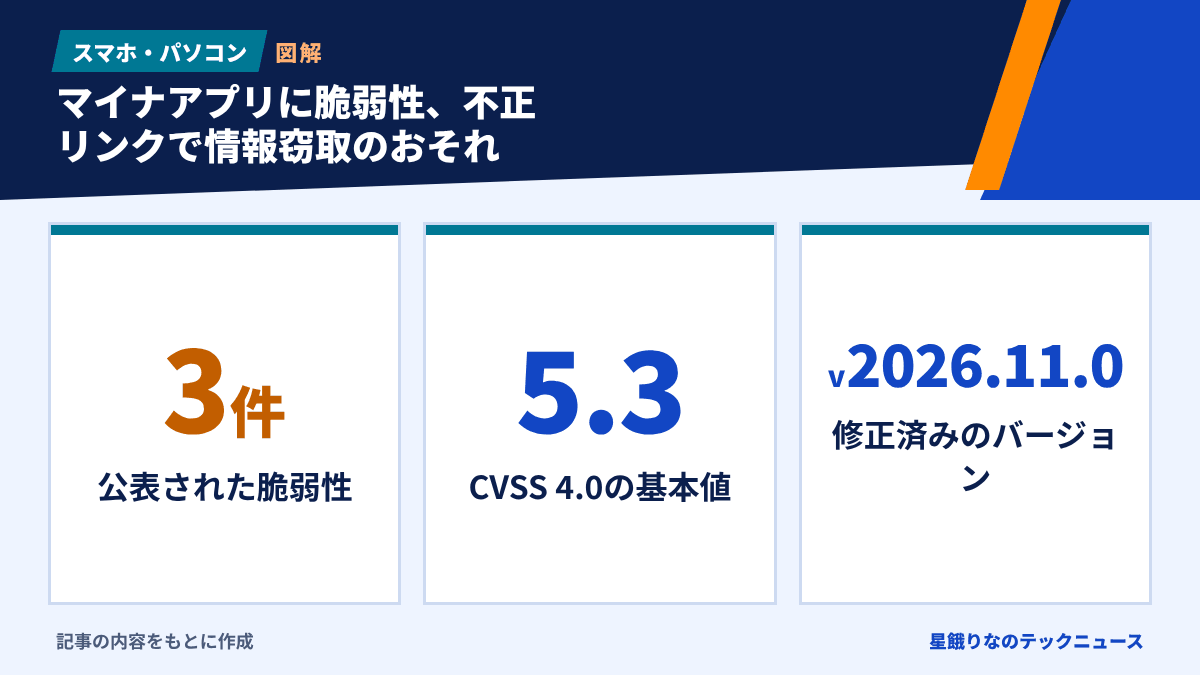 スマホ・パソコン 図解
マイナアプリに脆弱性、不正
リンクで情報窃取のおそれ
3件
公表された脆弱性
5.3
CVSS 4.0の基本値
v2026.11.0
修正済みのバージョ
ン
記事の内容をもとに作成
星餓りなのテックニュース